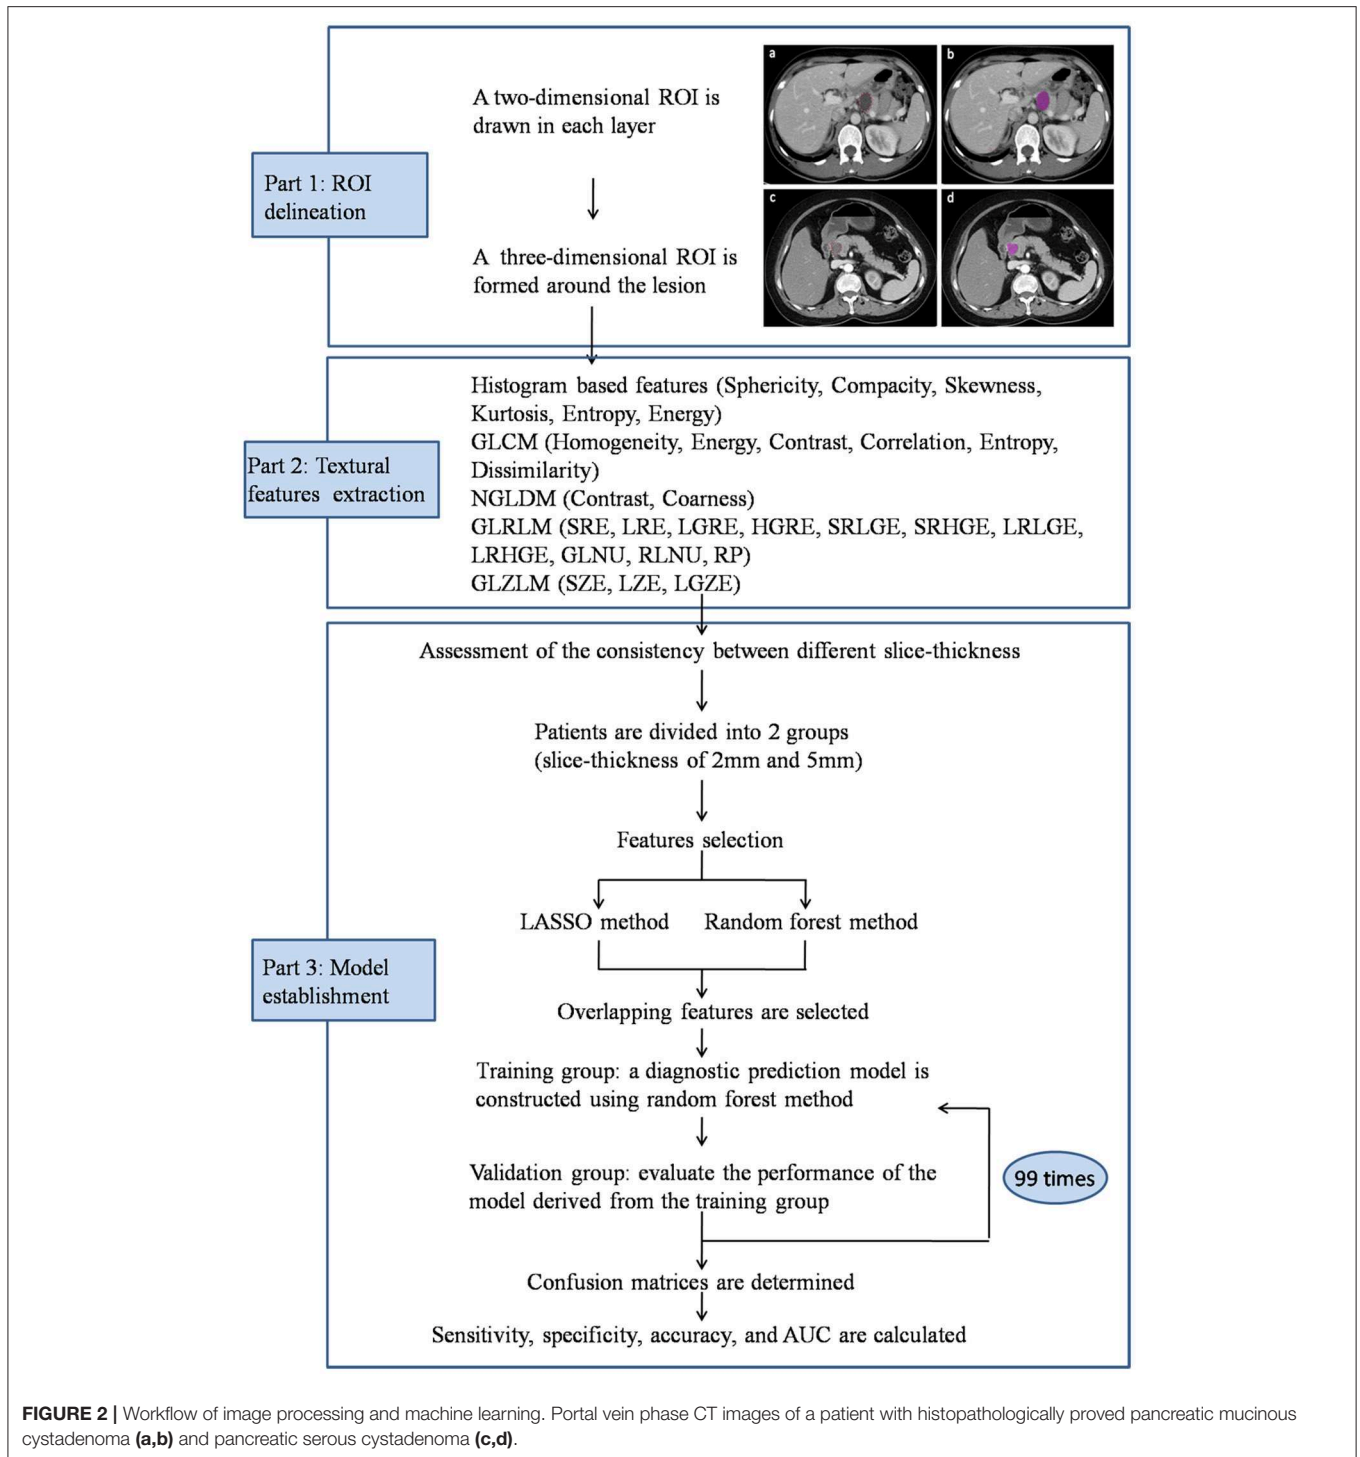 Part 1: ROI
delineation
A two-dimensional ROI is
drawn in each layer
A three-dimensional ROI is
formed around the lesion
a
b
c
d
Part 2: Textural
features extraction
Histogram based features (Sphericity, Compacity, Skewness,
Kurtosis, Entropy, Energy)
GLCM (Homogeneity, Energy, Contrast, Correlation, Entropy,
Dissimilarity)
NGLDM (Contrast, Coarness)
GLRLM (SRE, LRE, LGRE, HGRE, SRLGE, SRHGE, LRLGE,
LRHGE, GLNU, RLNU, RP)
GLZLM (SZE, LZE, LGZE)
Part 3: Model
establishment
Assessment of the consistency between different slice-thickness
Patients are divided into 2 groups
(slice-thickness of 2mm and 5mm)
Features selection
LASSO method
Random forest method
Overlapping features are selected
Training group: a diagnostic prediction model is
constructed using random forest method
Validation group: evaluate the performance of the
model derived from the training group
99 times
Confusion matrices are determined
Sensitivity, specificity, accuracy, and AUC are calculated
FIGURE 2 | Workflow of image processing and machine learning. Portal vein phase CT images of a patient with histopathologically proved pancreatic mucinous
cystadenoma (a,b) and pancreatic serous cystadenoma (c,d).